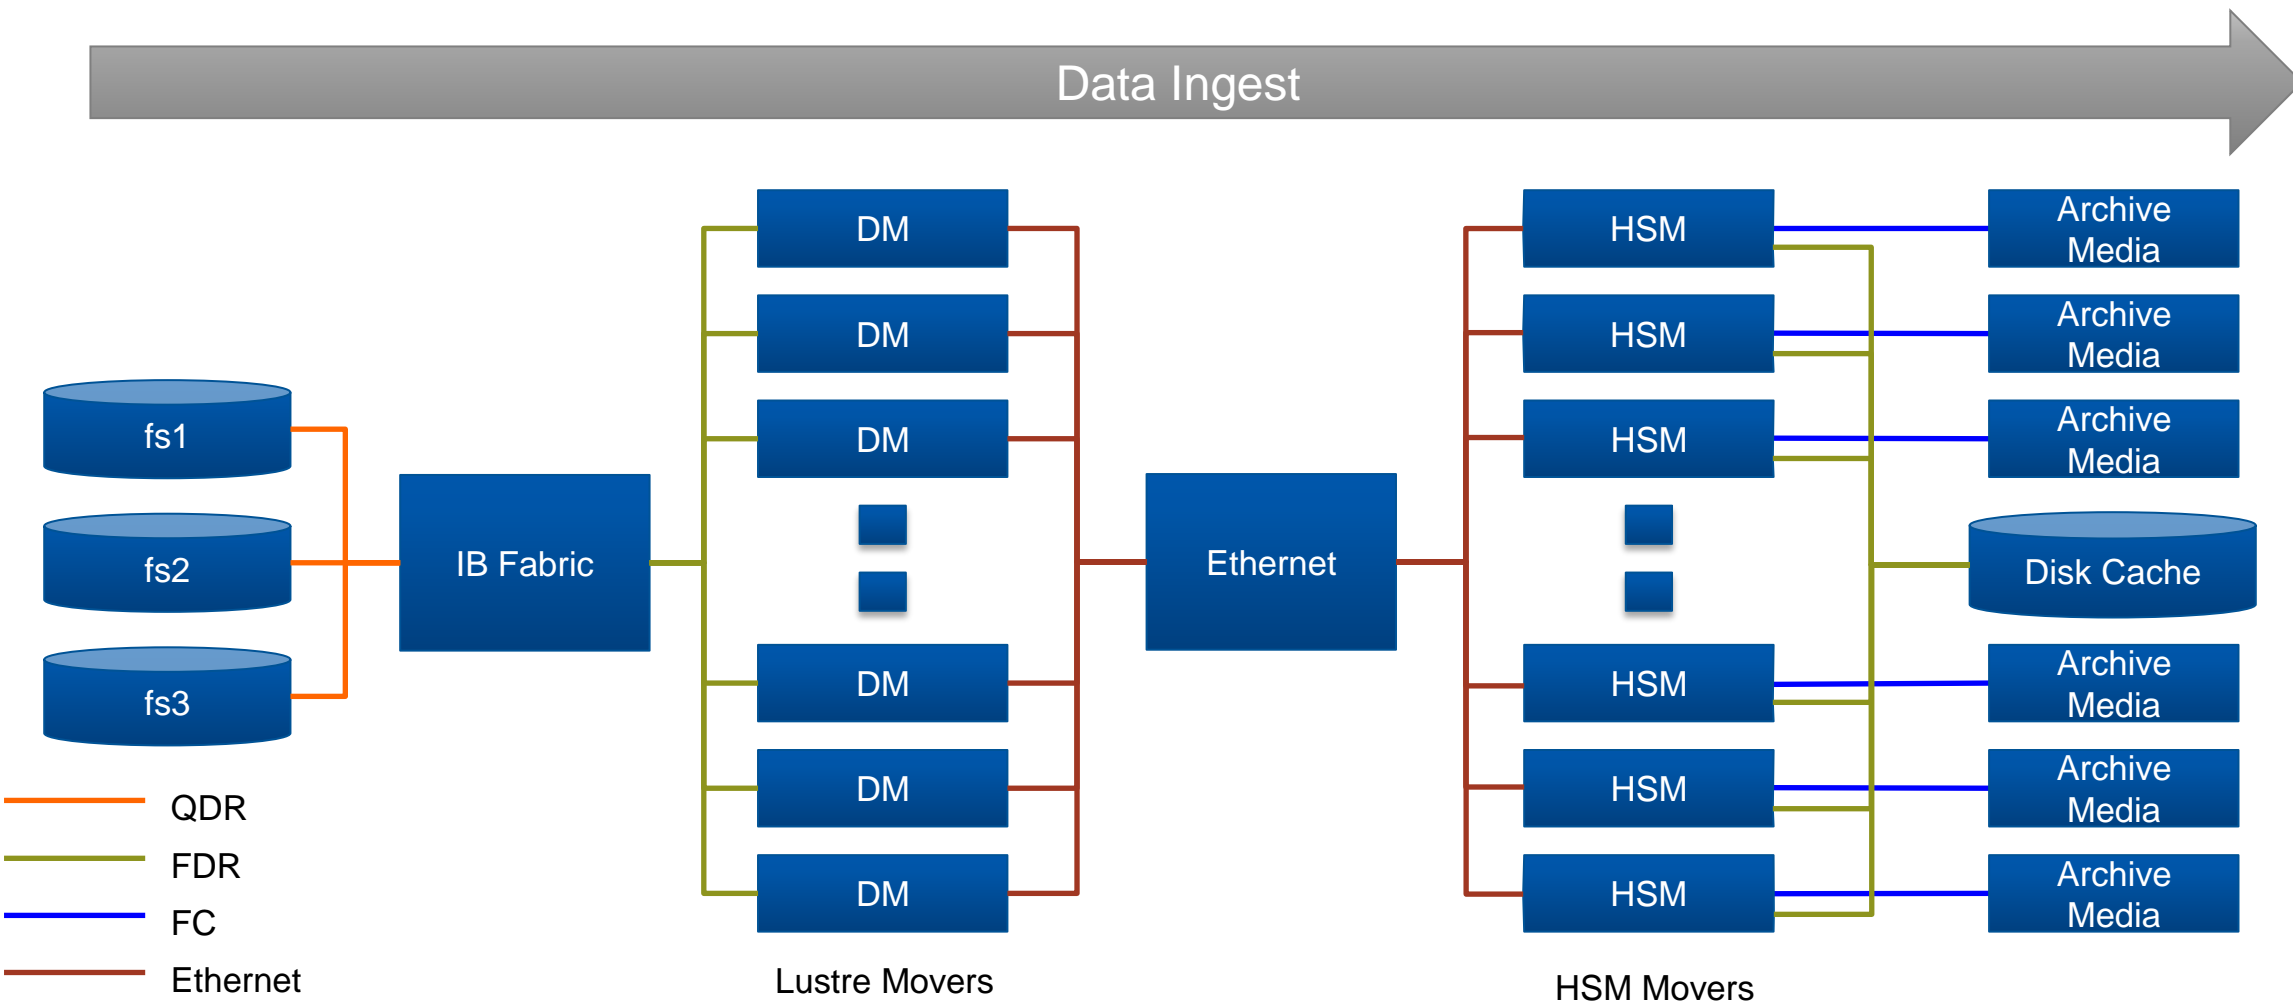 Data Ingest
fs1
fs2
fs3
IB Fabric
DM
DM
DM
DM
DM
DM
Lustre Movers
Ethernet
HSM
HSM
HSM
HSM
HSM
HSM
HSM Movers
Archive
Media
Archive
Media
Archive
Media
Disk Cache
Archive
Media
Archive
Media
Archive
Media
QDR
FDR
FC
Ethernet